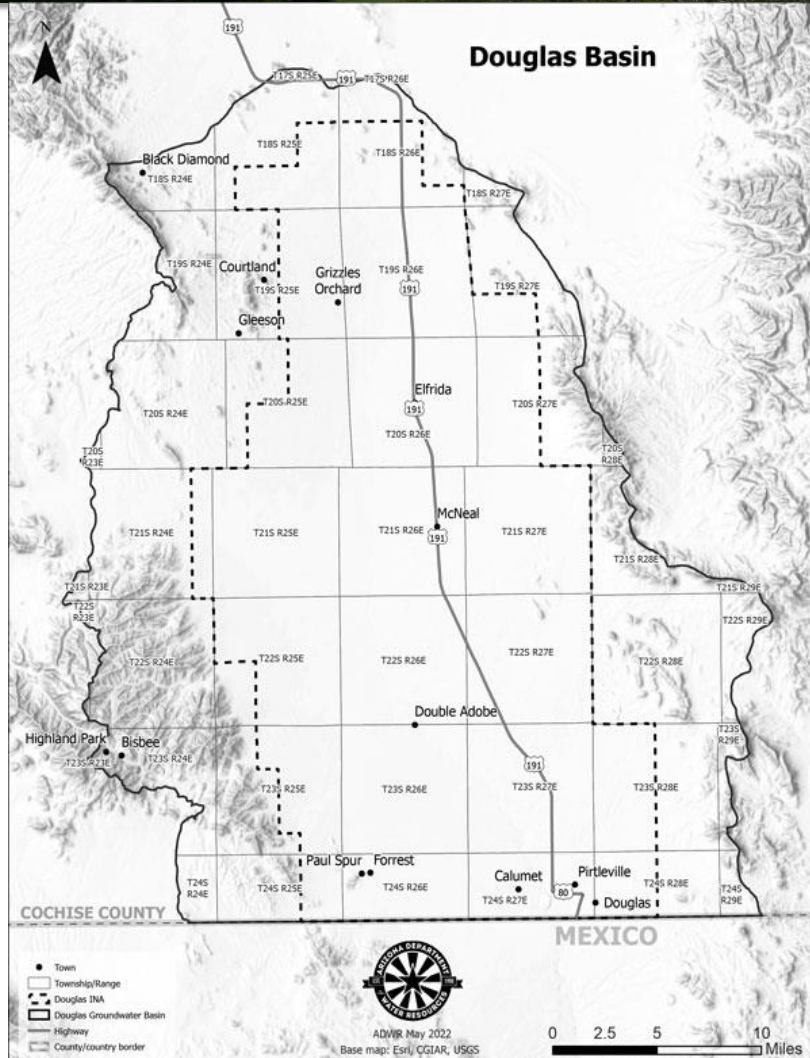 N
191
Douglas Basin
T17S R25E
191
T17S R26E
T18S R25E
T18S R26E
Black Diamond
T18S R24E
T18S R27E
T19S R24E
Courtland
T19S R25E
Grizzles
Orchard
T19S R26E
191
T19S R27E
Gleeson
Elfrida
191
T20S R24E
T20S R25E
T20S R26E
T20S R27E
T20S
R23E
T20S
R28E
McNeal
191
T21S R24E
T21S R25E
T21S R26E
T21S R27E
T21S R28E
T21S R23E
T21S R29E
T22S
R23E
T22S R29E
T22S R24E
T22S R25E
T22S R26E
T22S R27E
T22S R28E
Double Adobe
Highland Park
Bisbee
T23S R23E
T23S R24E
T23S R25E
T23S R26E
191
T23S R27E
T23S R28E
T23S
R29E
Paul Spur
Forrest
Calumet
Pirtleville
80
Douglas
T24S
R24E
T24S R25E
T24S R26E
T24S R27E
T24S R28E
T24S
R29E
COCHISE COUNTY
MEXICO
Town
Township/Range
Douglas INA
Douglas Groundwater Basin
Highway
County/country border
ARIZONA DEPARTMENT
WATER RESOURCES
ADWR May 2022
Base map: Esri, CGIAR, USGS
0 2.5 5 10
Miles